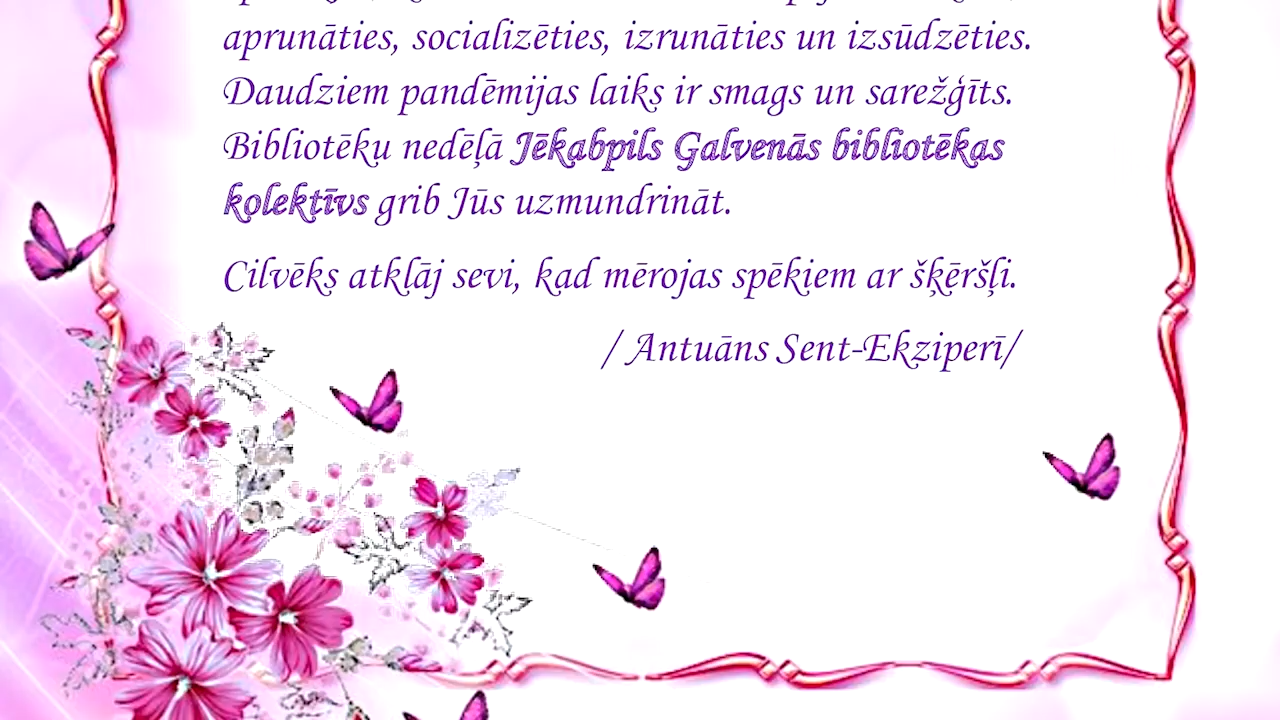 aprunāties, socializēties, izrunāties un izsūdzēties.
Daudziem pandēmijas laiks ir smags un sarežģīts.
Bibliotēku nedēļā Jēkabpils Galvenās bibliotēkas
kolektīvs grib Jūs uzmundrināt.
Cilvēks atklāj sevi, kad mērojas spēkiem ar šķēršļi.
/ Antuāns Sent-Ekziperī/